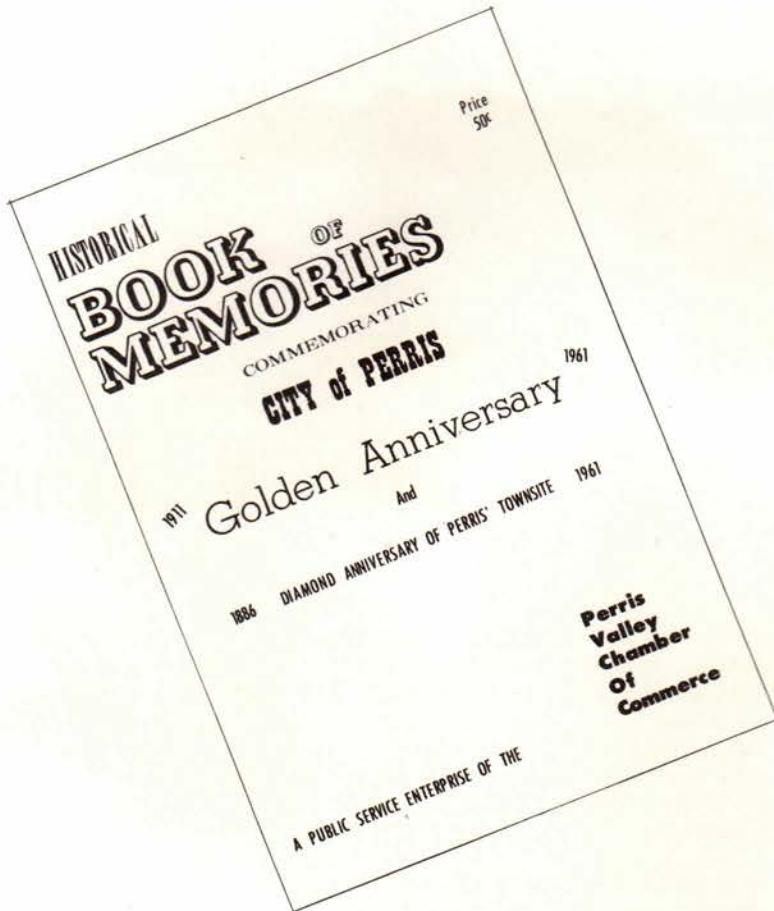 Price
50¢
HISTORICAL
BOOK OF
MEMORIES
COMMEMORATING
CITY of PERRIS
1911 Golden Anniversary 1961
And
1886 DIAMOND ANNIVERSARY OF PERRIS' TOWNSITE 1961
A PUBLIC SERVICE ENTERPRISE OF THE
Perris
Valley
Chamber
Of
Commerce